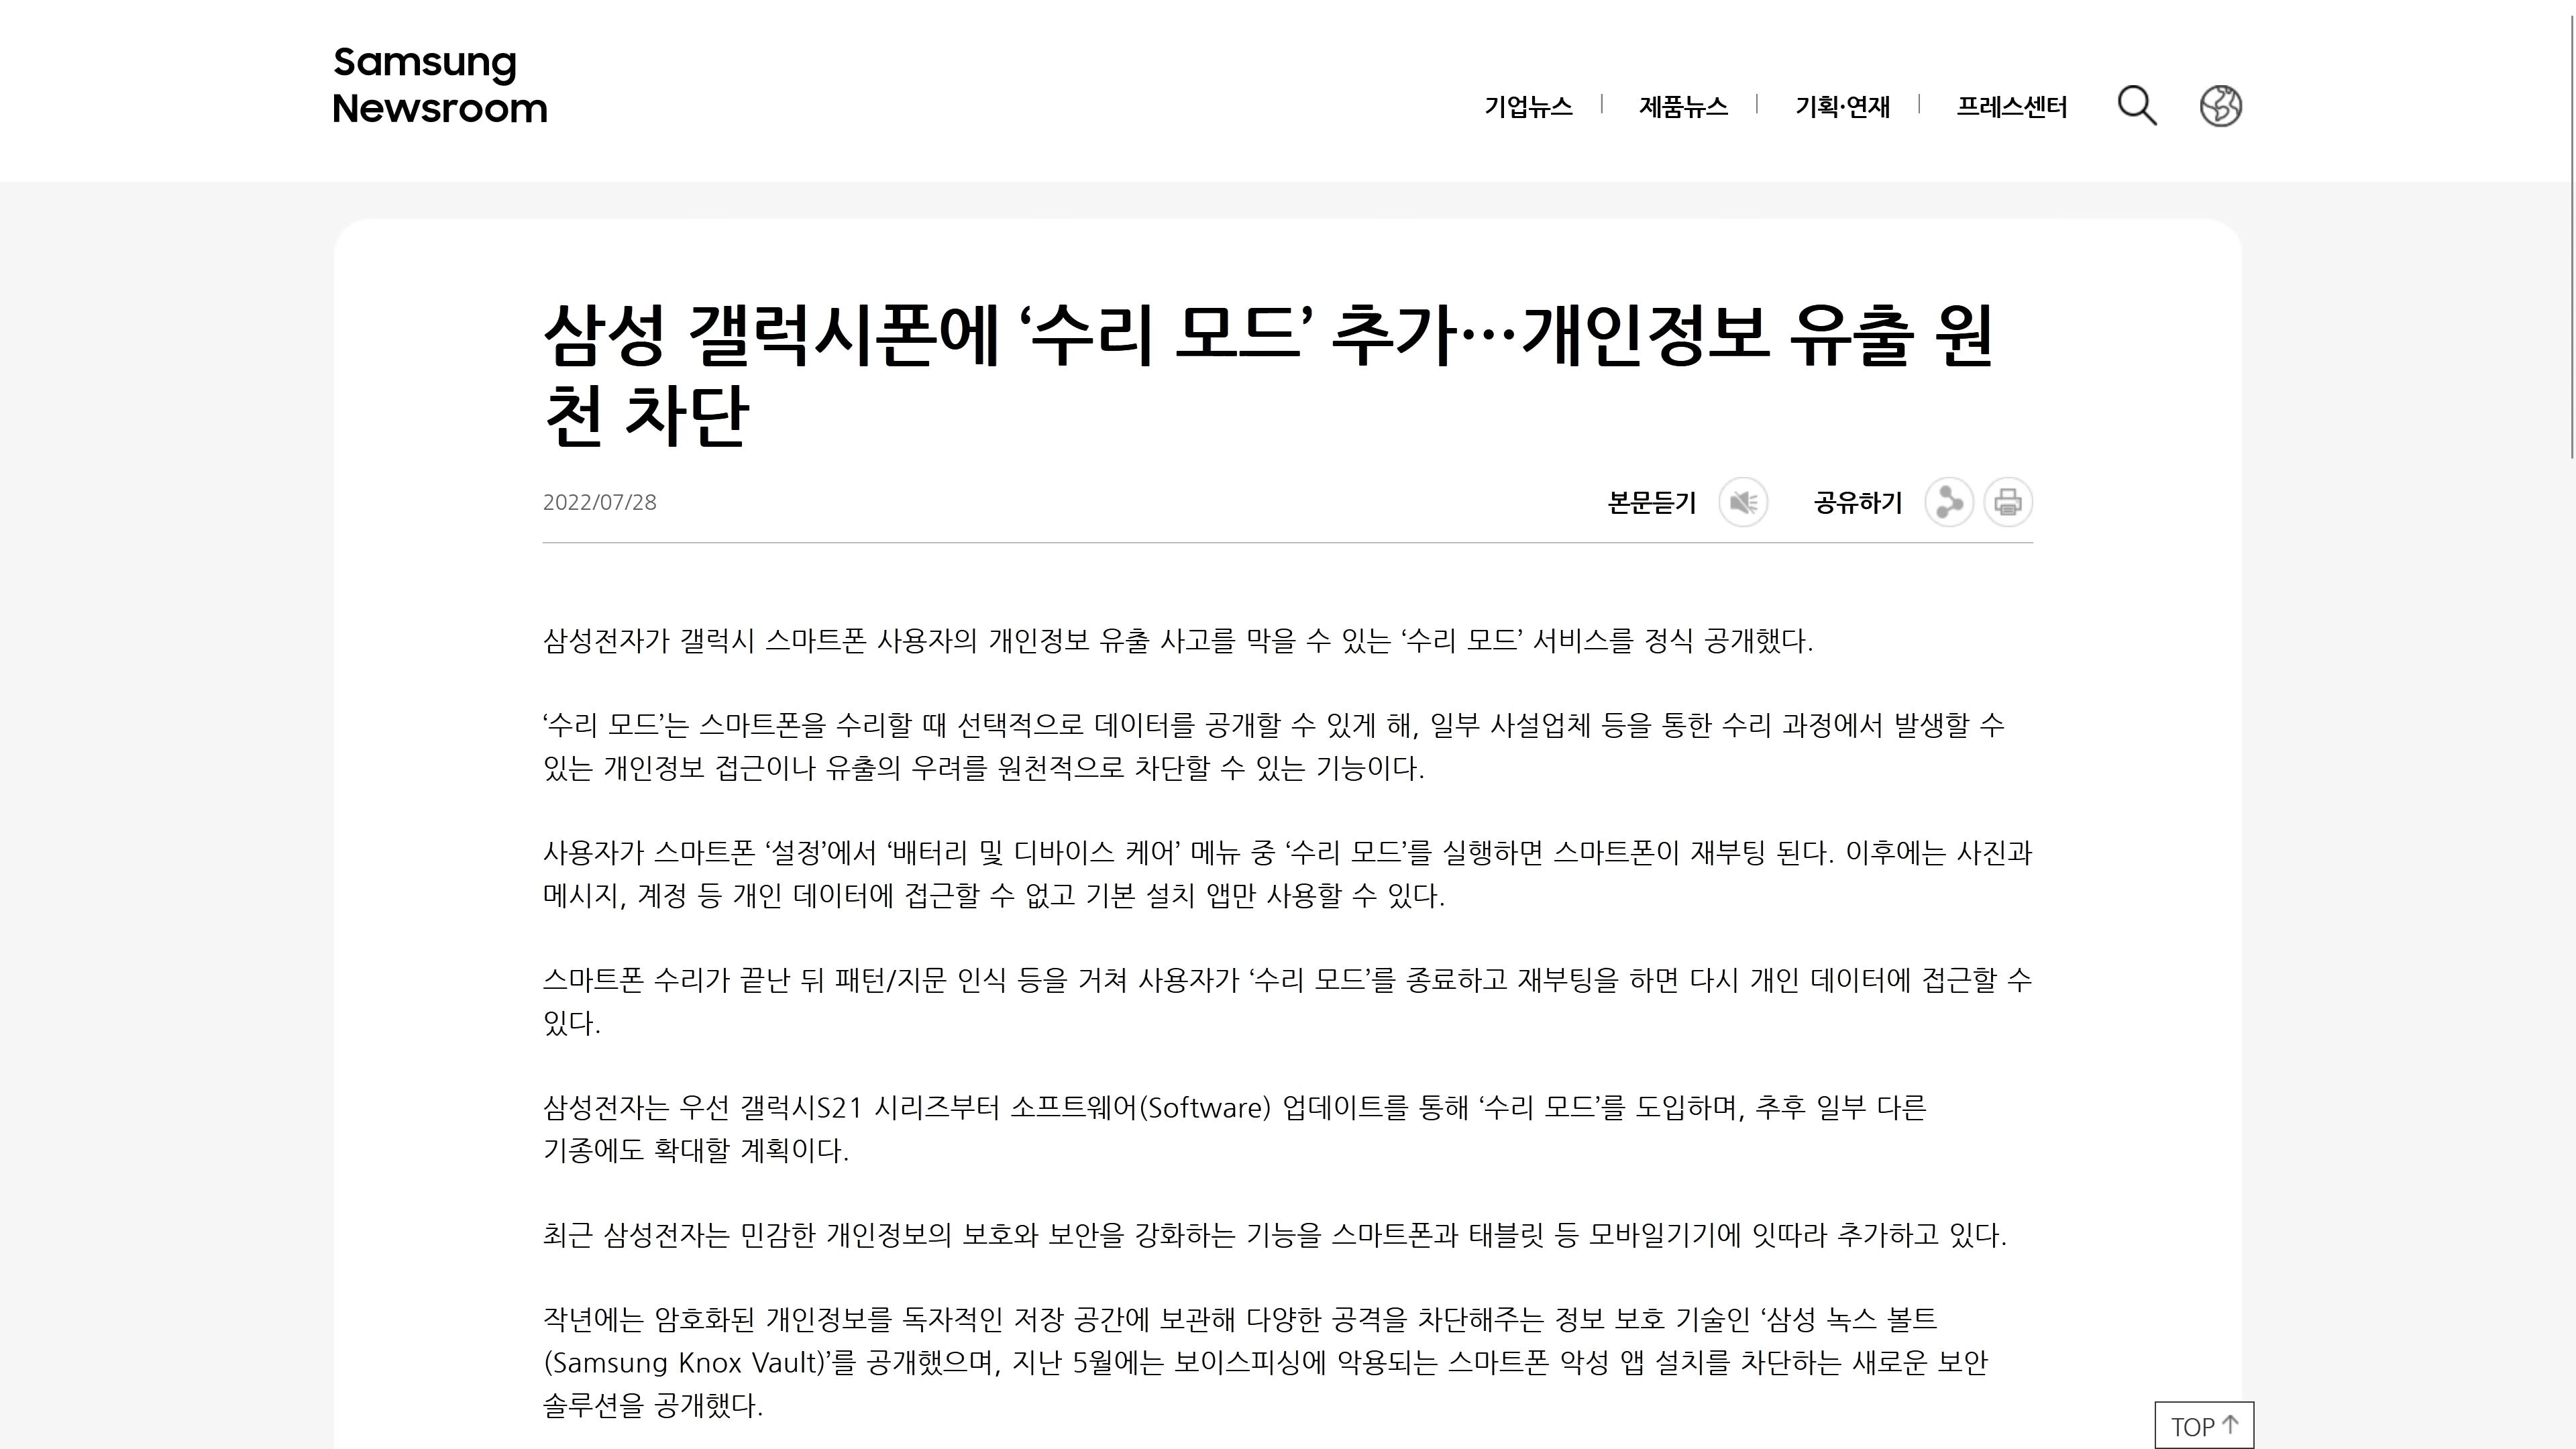 Samsung
Newsroom
기업뉴스
제품뉴스
기획·연재
프레스센터
삼성 갤럭시폰에 ‘수리 모드’ 추가…개인정보 유출 원
천 차단
2022/07/28
본문듣기
공유하기
삼성전자가 갤럭시 스마트폰 사용자의 개인정보 유출 사고를 막을 수 있는 ‘수리 모드’ 서비스를 정식 공개했다.
‘수리 모드’는 스마트폰을 수리할 때 선택적으로 데이터를 공개할 수 있게 해, 일부 사설업체 등을 통한 수리 과정에서 발생할 수
있는 개인정보 접근이나 유출의 우려를 원천적으로 차단할 수 있는 기능이다.
사용자가 스마트폰 ‘설정’에서 ‘배터리 및 디바이스 케어’ 메뉴 중 ‘수리 모드’를 실행하면 스마트폰이 재부팅 된다. 이후에는 사진과
메시지, 계정 등 개인 데이터에 접근할 수 없고 기본 설치 앱만 사용할 수 있다.
스마트폰 수리가 끝난 뒤 패턴/지문 인식 등을 거쳐 사용자가 ‘수리 모드’를 종료하고 재부팅을 하면 다시 개인 데이터에 접근할 수
있다.
삼성전자는 우선 갤럭시S21 시리즈부터 소프트웨어(Software) 업데이트를 통해 ‘수리 모드’를 도입하며, 추후 일부 다른
기종에도 확대할 계획이다.
최근 삼성전자는 민감한 개인정보의 보호와 보안을 강화하는 기능을 스마트폰과 태블릿 등 모바일기기에 잇따라 추가하고 있다.
작년에는 암호화된 개인정보를 독자적인 저장 공간에 보관해 다양한 공격을 차단해주는 정보 보호 기술인 ‘삼성 녹스 볼트
(Samsung Knox Vault)’를 공개했으며, 지난 5월에는 보이스피싱에 악용되는 스마트폰 악성 앱 설치를 차단하는 새로운 보안
솔루션을 공개했다.
TOP